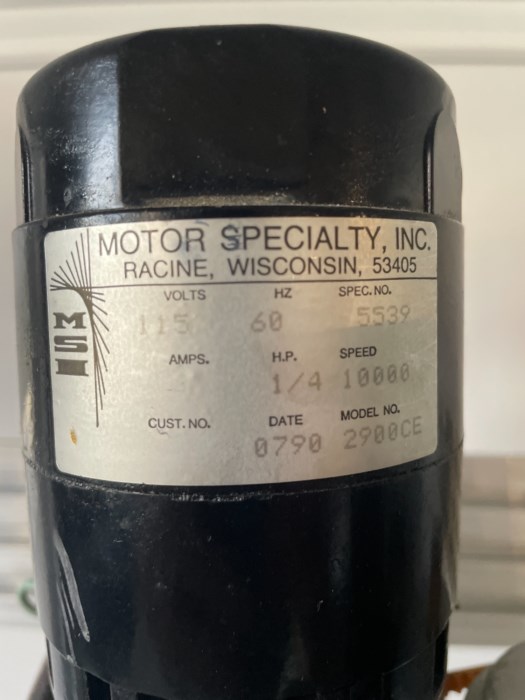 MOTOR SPECIALTY, INC.
RACINE, WISCONSIN, 53405
MSI
VOLTS HZ SPEC. NO.
115 60 5539
AMPS. H.P. SPEED
1/4 10000
CUST. NO. DATE MODEL NO.
0790 2900CE